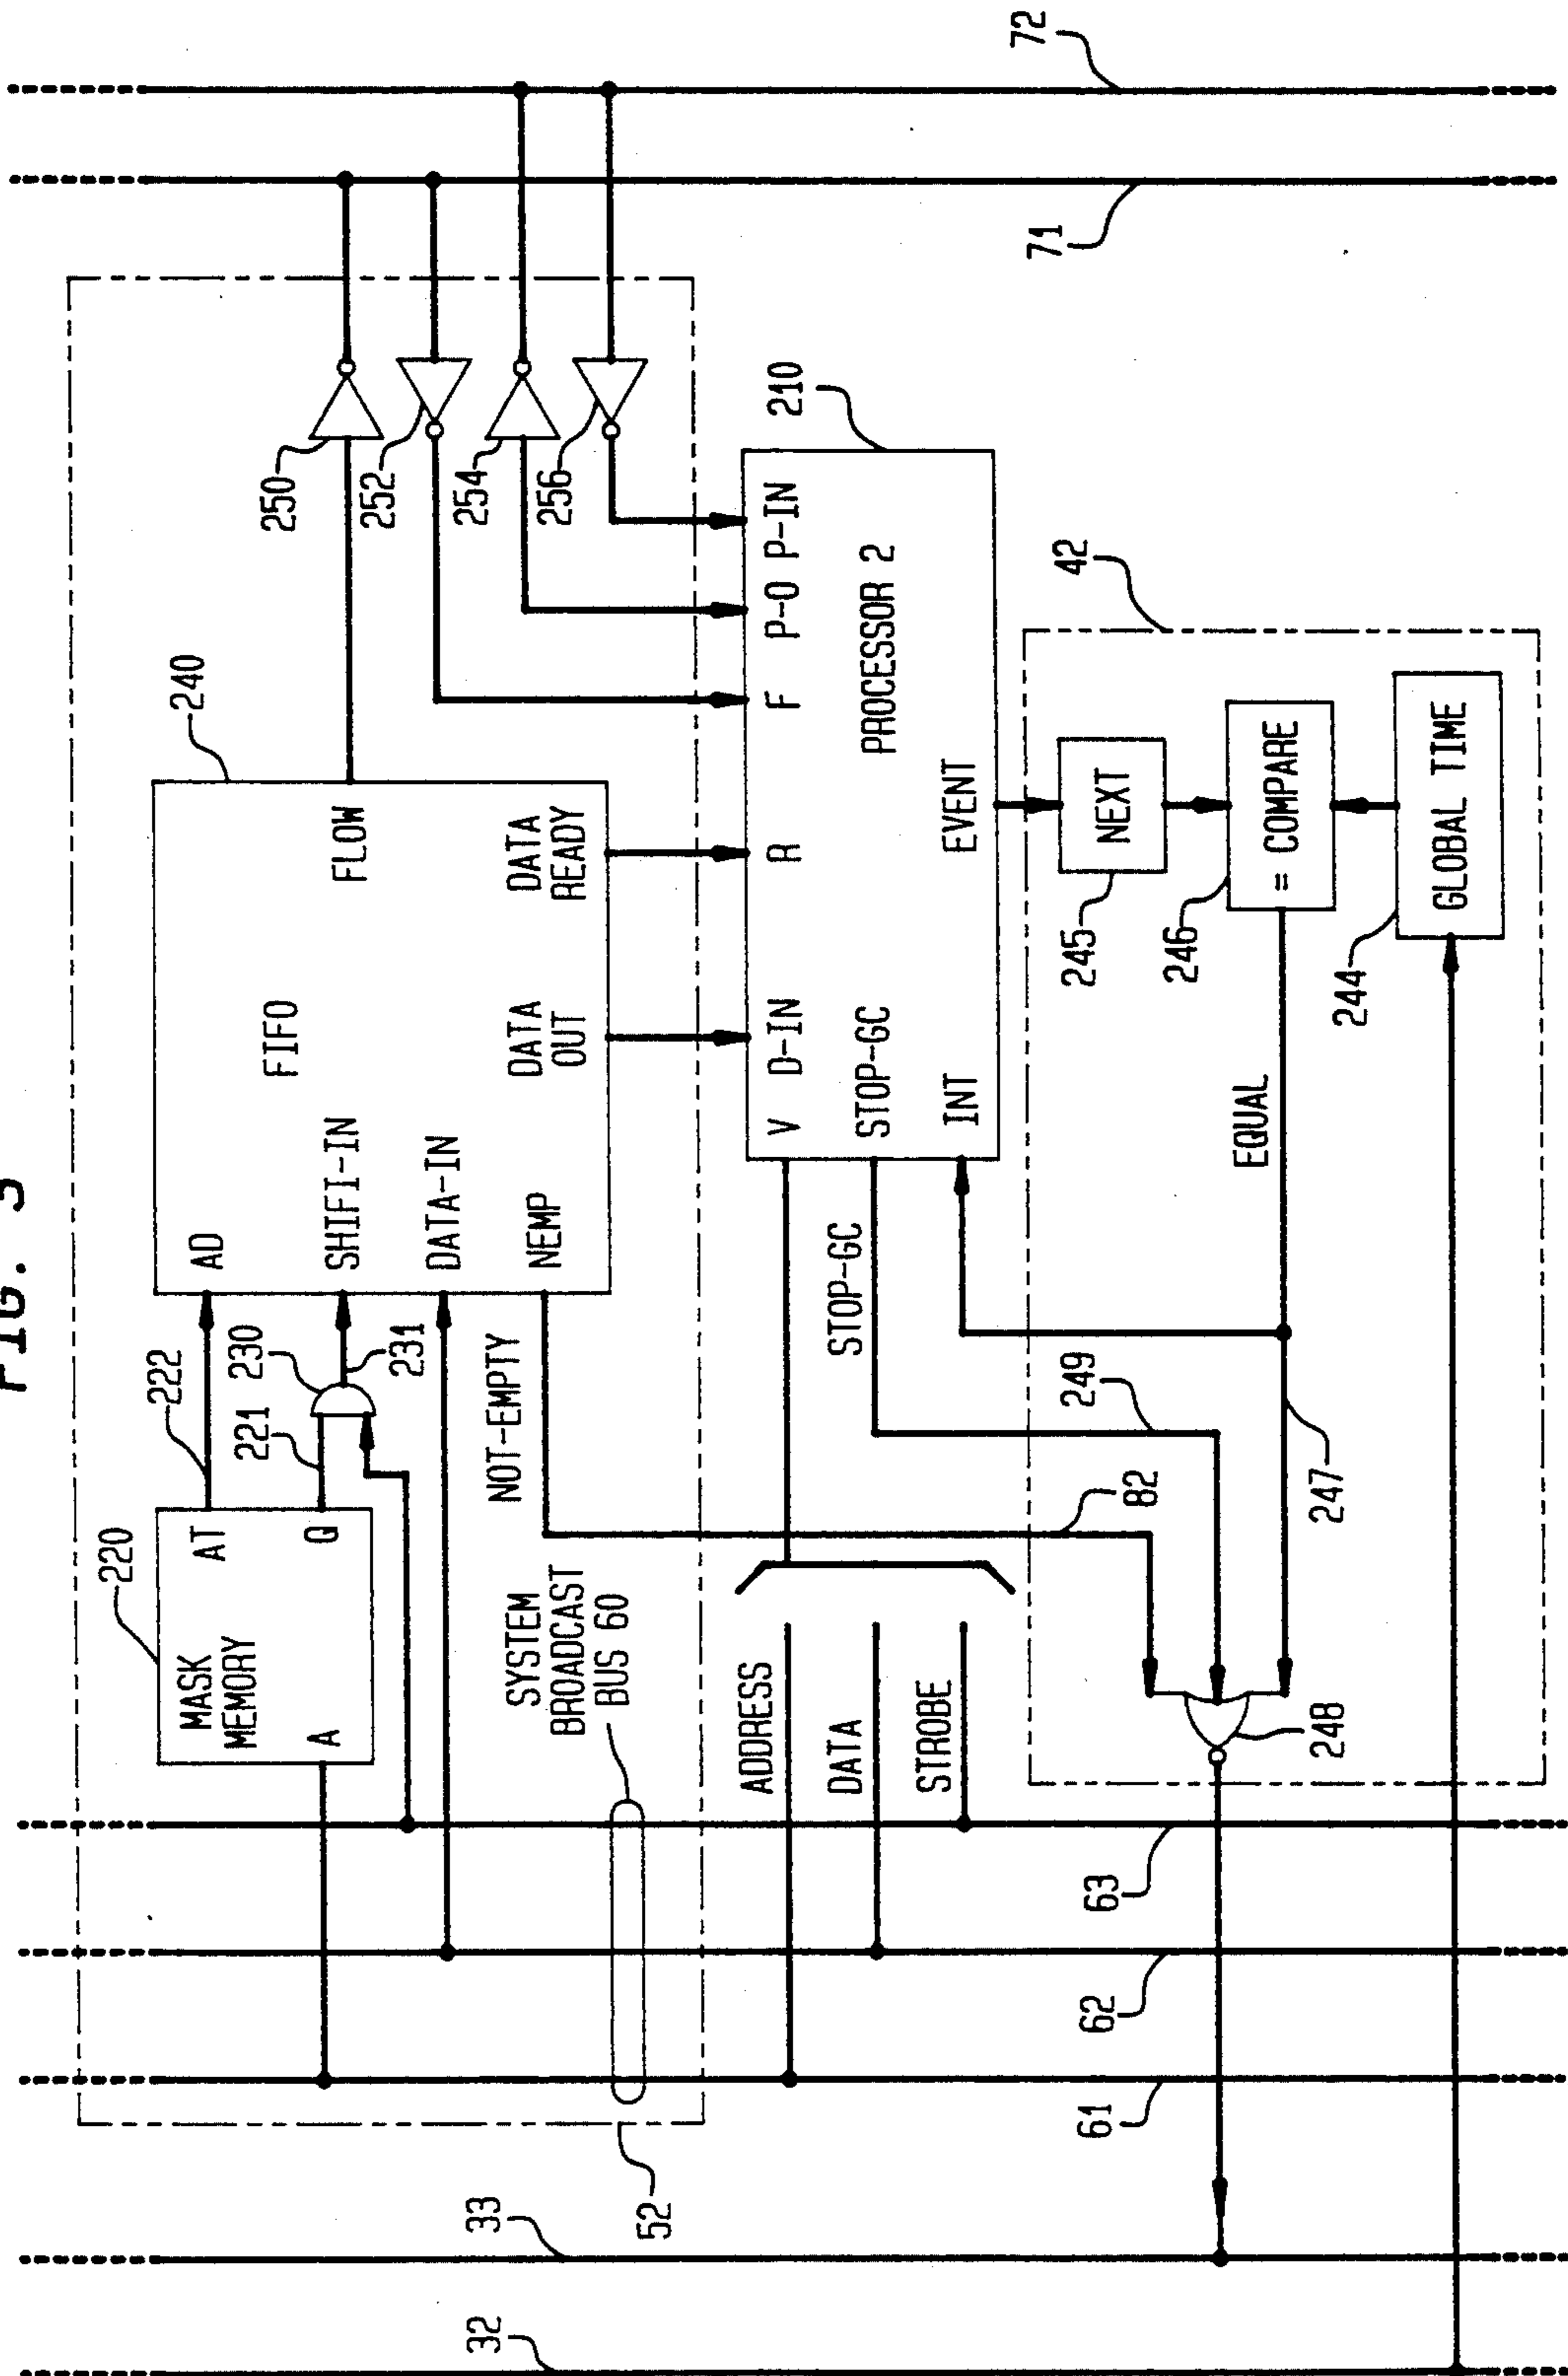 FIG. 3
52
220
MASK
MEMORY
A
AT
Q
222
221
230
231
240
AD
SHIFI-IN
DATA-IN
NEMP
FIFO
FLOW
DATA
OUT
DATA
READY
NOT-EMPTY
SYSTEM
BROADCAST
BUS 60
250
252
254
256
72
71
ADDRESS
DATA
STROBE
V
D-IN
R
F
P-O
P-IN
210
PROCESSOR 2
STOP-GC
INT
EVENT
STOP-GC
249
82
42
NEXT
245
= COMPARE
246
GLOBAL TIME
244
EQUAL
247
248
32
33
61
62
63